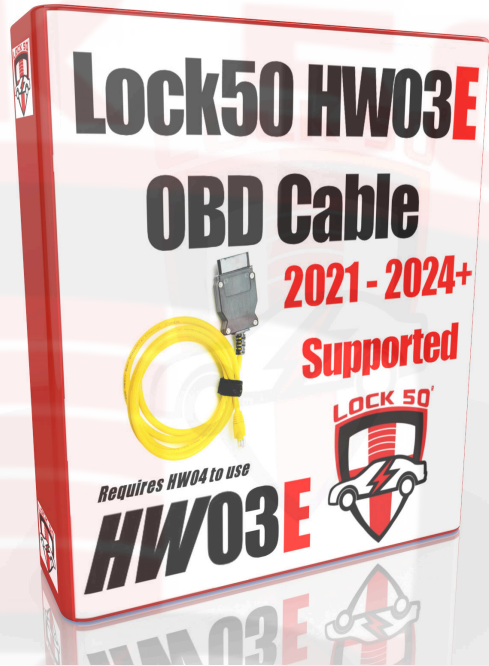 Lock50 HW03E
OBD Cable
2021 - 2024+
Supported
LOCK 50'
Requires HW04 to use
HW03E